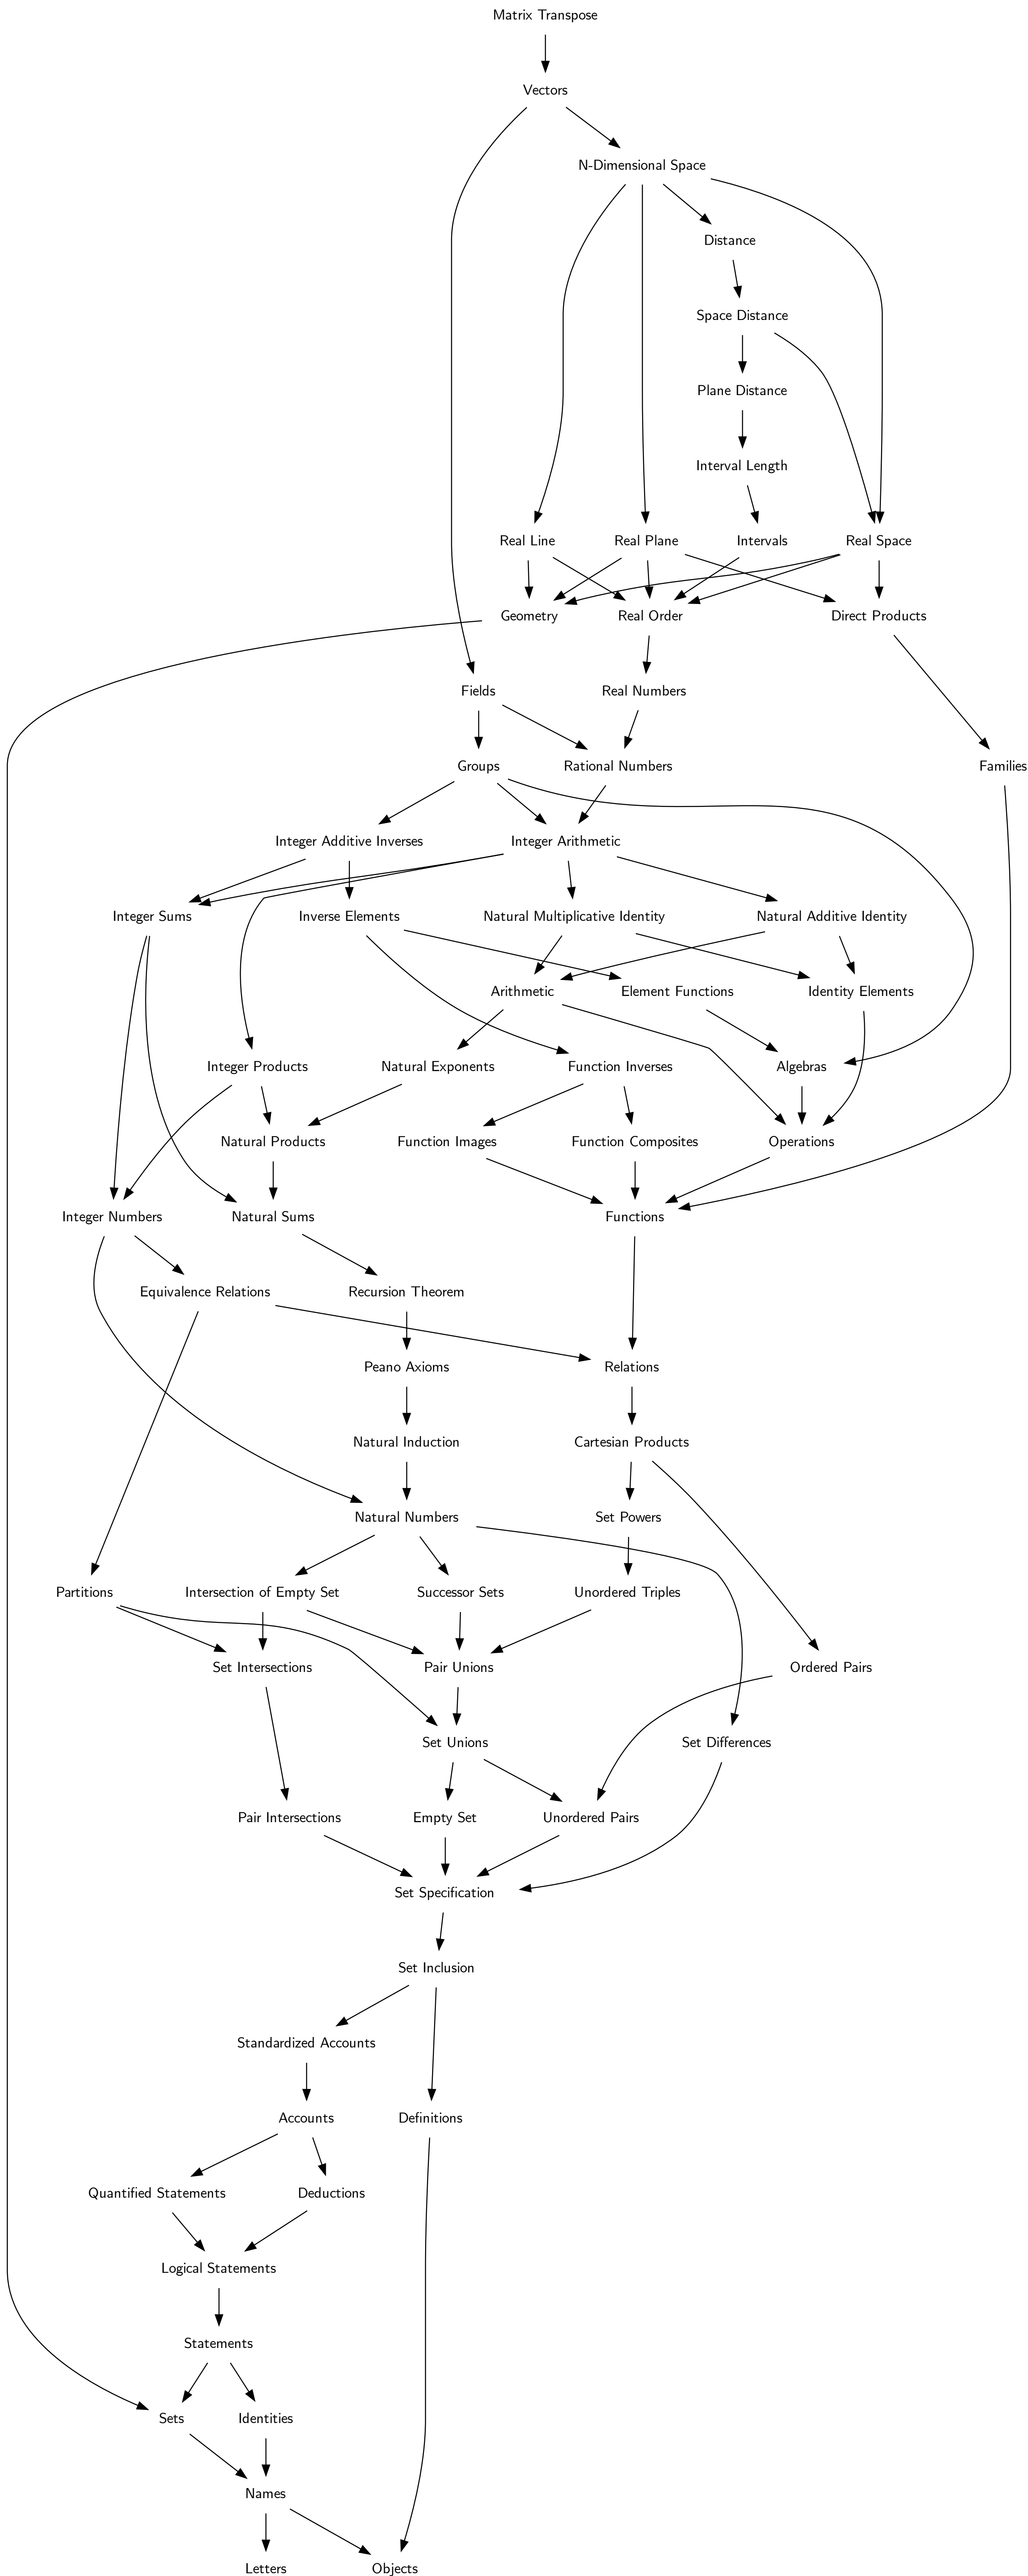 Matrix Transpose
Vectors
N-Dimensional Space
Distance
Space Distance
Plane Distance
Interval Length
Real Line
Real Plane
Intervals
Real Space
Geometry
Real Order
Direct Products
Fields
Real Numbers
Groups
Rational Numbers
Families
Integer Additive Inverses
Integer Arithmetic
Integer Sums
Inverse Elements
Natural Multiplicative Identity
Natural Additive Identity
Arithmetic
Element Functions
Identity Elements
Integer Products
Natural Exponents
Function Inverses
Algebras
Natural Products
Function Images
Function Composites
Operations
Integer Numbers
Natural Sums
Functions
Equivalence Relations
Recursion Theorem
Peano Axioms
Relations
Natural Induction
Cartesian Products
Natural Numbers
Set Powers
Partitions
Intersection of Empty Set
Successor Sets
Unordered Triples
Set Intersections
Pair Unions
Ordered Pairs
Set Unions
Set Differences
Pair Intersections
Empty Set
Unordered Pairs
Set Specification
Set Inclusion
Standardized Accounts
Accounts
Definitions
Quantified Statements
Deductions
Logical Statements
Statements
Sets
Identities
Names
Letters
Objects